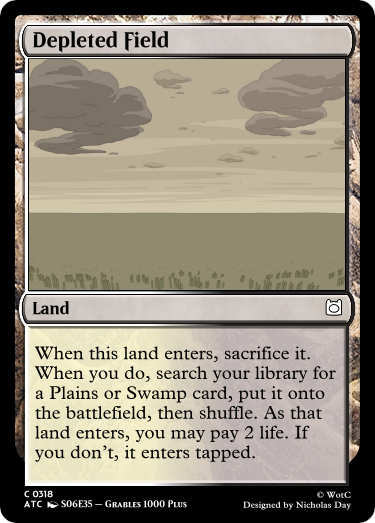 Depleted Field
Land
When this land enters, sacrifice it.
When you do, search your library for
a Plains or Swamp card, put it onto
the battlefield, then shuffle. As that
land enters, you may pay 2 life. If
you don't, it enters tapped.
C 0318
ATC S06E35 – Grables 1000 Plus
© WotC
Designed by Nicholas Day